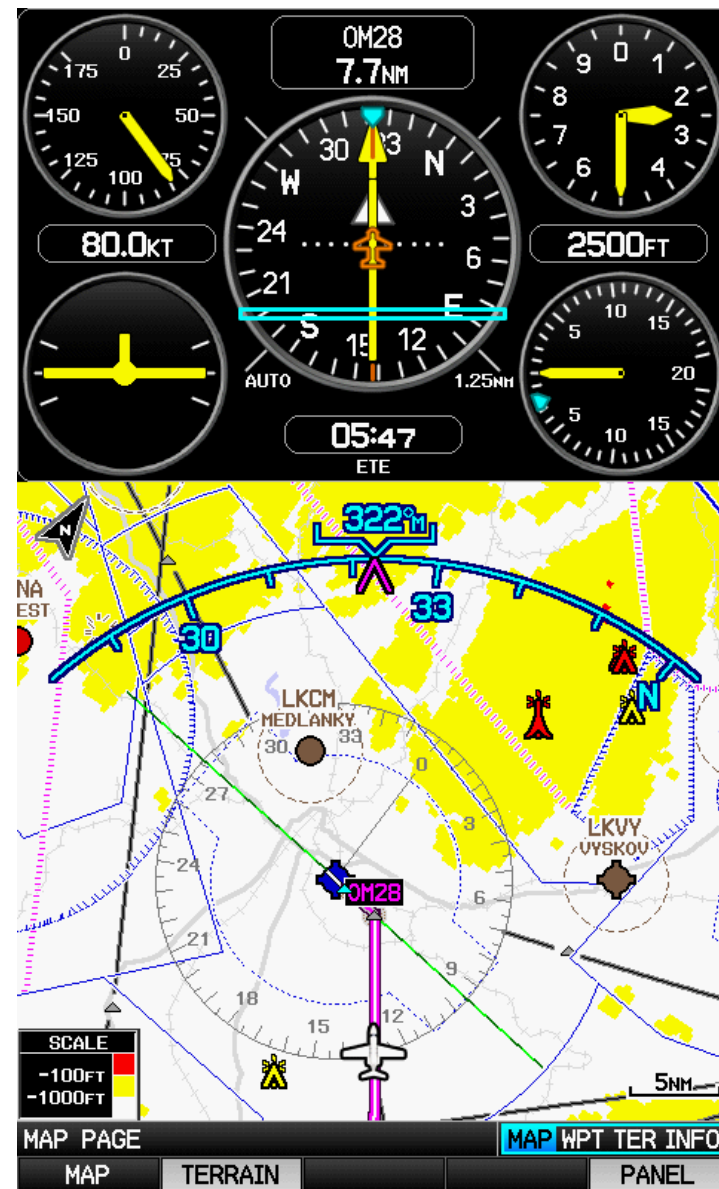 OM28
7.7NM
0
25
50
75
100
125
150
175
80.0KT
30
33
N
3
6
E
12
15
S
21
24
W
AUTO
1.25NM
05:47
ETE
0
1
2
3
4
6
7
8
9
2500FT
5
10
15
20
15
10
5
322°M
30
33
N
N
NA
EST
LKCM
MEDLANKY
LKVY
VYSKOV
OM28
30
33
0
3
6
9
12
15
18
21
24
27
SCALE
-100FT
-1000FT
5NM
MAP PAGE
MAP WPT TER INFO
MAP TERRAIN PANEL